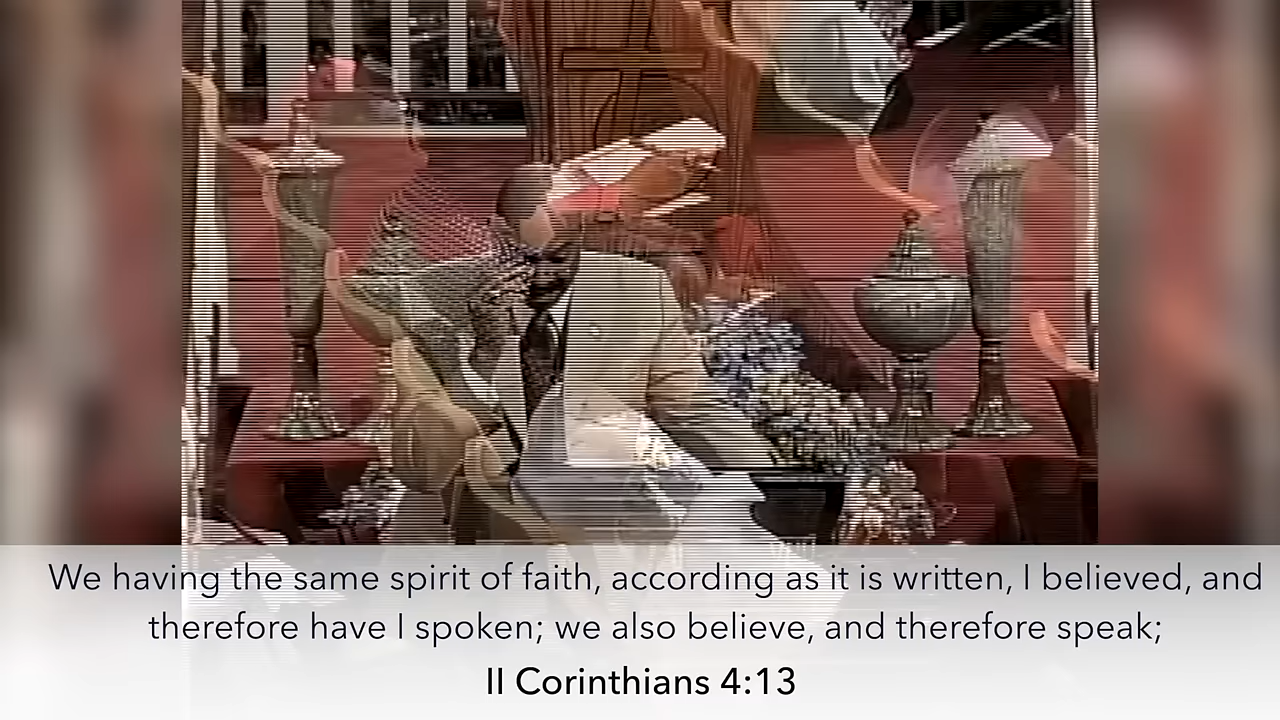 We having the same spirit of faith, according as it is written, I believed, and
therefore have I spoken; we also believe, and therefore speak;
II Corinthians 4:13